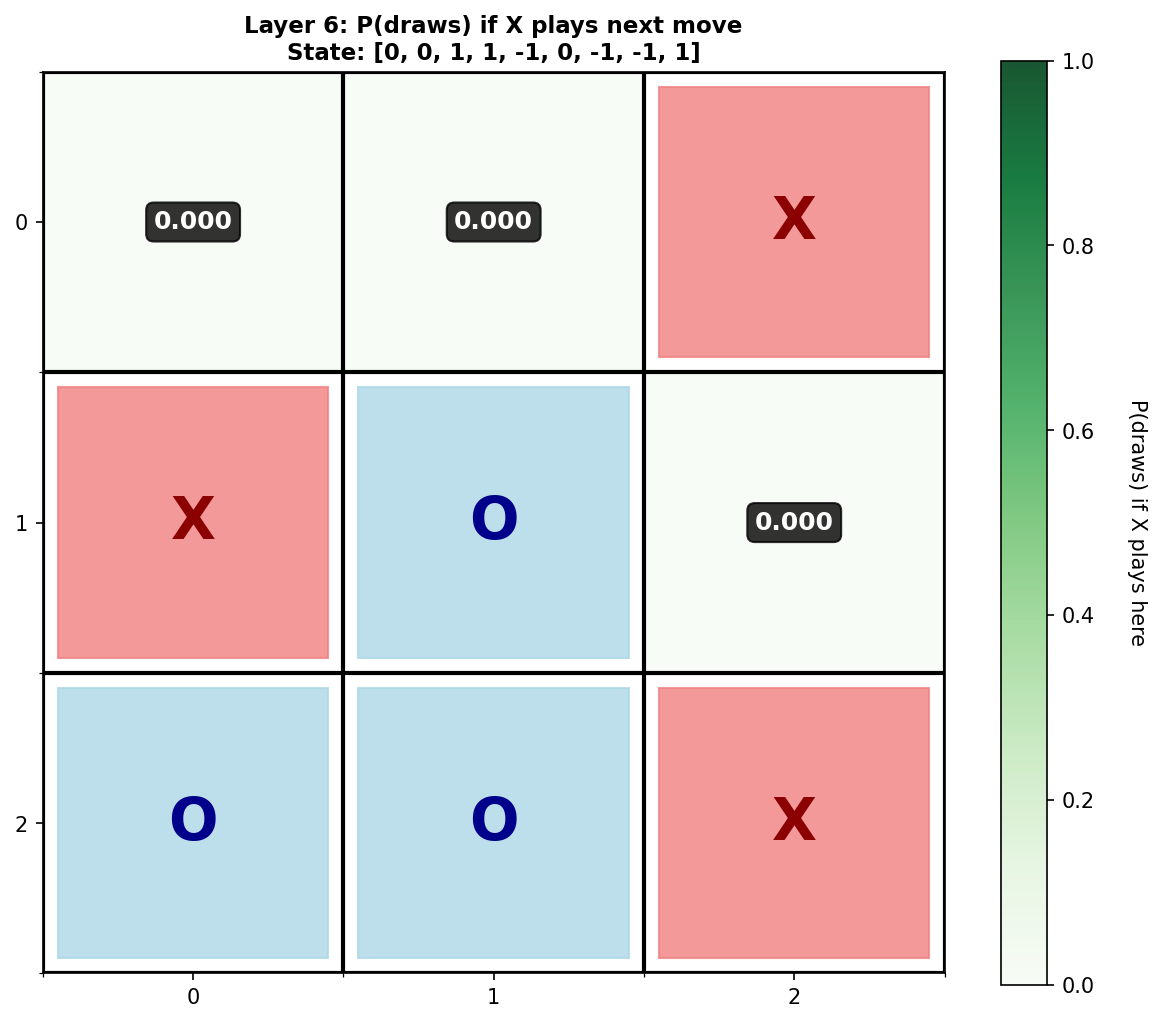 Layer 6: P(draws) if X plays next move
State: [0, 0, 1, 1, -1, 0, -1, -1, 1]
0.000
0.000
X
X
O
0.000
O
O
X
0
1
2
0
1
2
1.0
0.8
0.6
0.4
0.2
0.0
P(draws) if X plays here